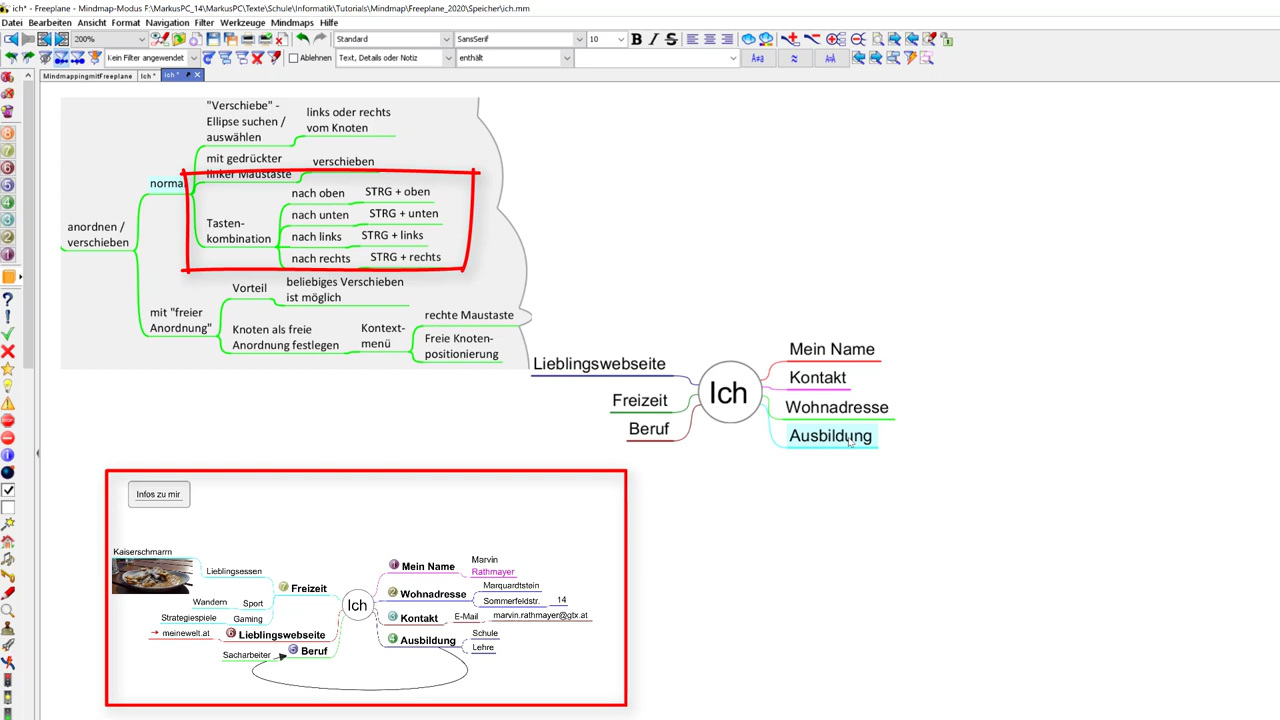 ich* - Freeplane - Mindmap-Modus F:\MarkusPC_14\MarkusPC\Texte\Schule\Informatik\Tutorials\Mindmap\Freeplane_2020\Speicher\ich.mm
Datei Bearbeiten Ansicht Format Navigation Filter Werkzeuge Mindmaps Hilfe
200% Standard SansSerif 10 B I S
Kein Filter angewendet Ablehnen Text, Details oder Notiz enthält
MindmappingmitFreeplane Ich * ich *
"Verschiebe" -
Ellipse suchen /
auswählen
links oder rechts
vom Knoten
mit gedrückter
linker Maustaste
verschieben
norma
nach oben STRG + oben
Tasten-
kombination
nach unten STRG + unten
nach links STRG + links
nach rechts STRG + rechts
anordnen /
verschieben
Vorteil
beliebiges Verschieben
ist möglich
mit "freier
Anordnung"
Knoten als freie
Anordnung festlegen
Kontext-
menü
rechte Maustaste
Freie Knoten-
positionierung
Lieblingswebseite
Freizeit
Beruf
Ich
Mein Name
Kontakt
Wohnadresse
Ausbildung
Infos zu mir
Kaiserschmarrn
Lieblingsessen
Wandern Sport
Strategiespiele Gaming
Freizeit
meinewelt.at
Lieblingswebseite
Sacharbeiter
Beruf
Ich
Mein Name
Marvin
Rathmayer
Wohnadresse
Marquardtstein
Sommerfeldstr. 14
Kontakt E-Mail marvin.rathmayer@gtx.at
Ausbildung
Schule
Lehre